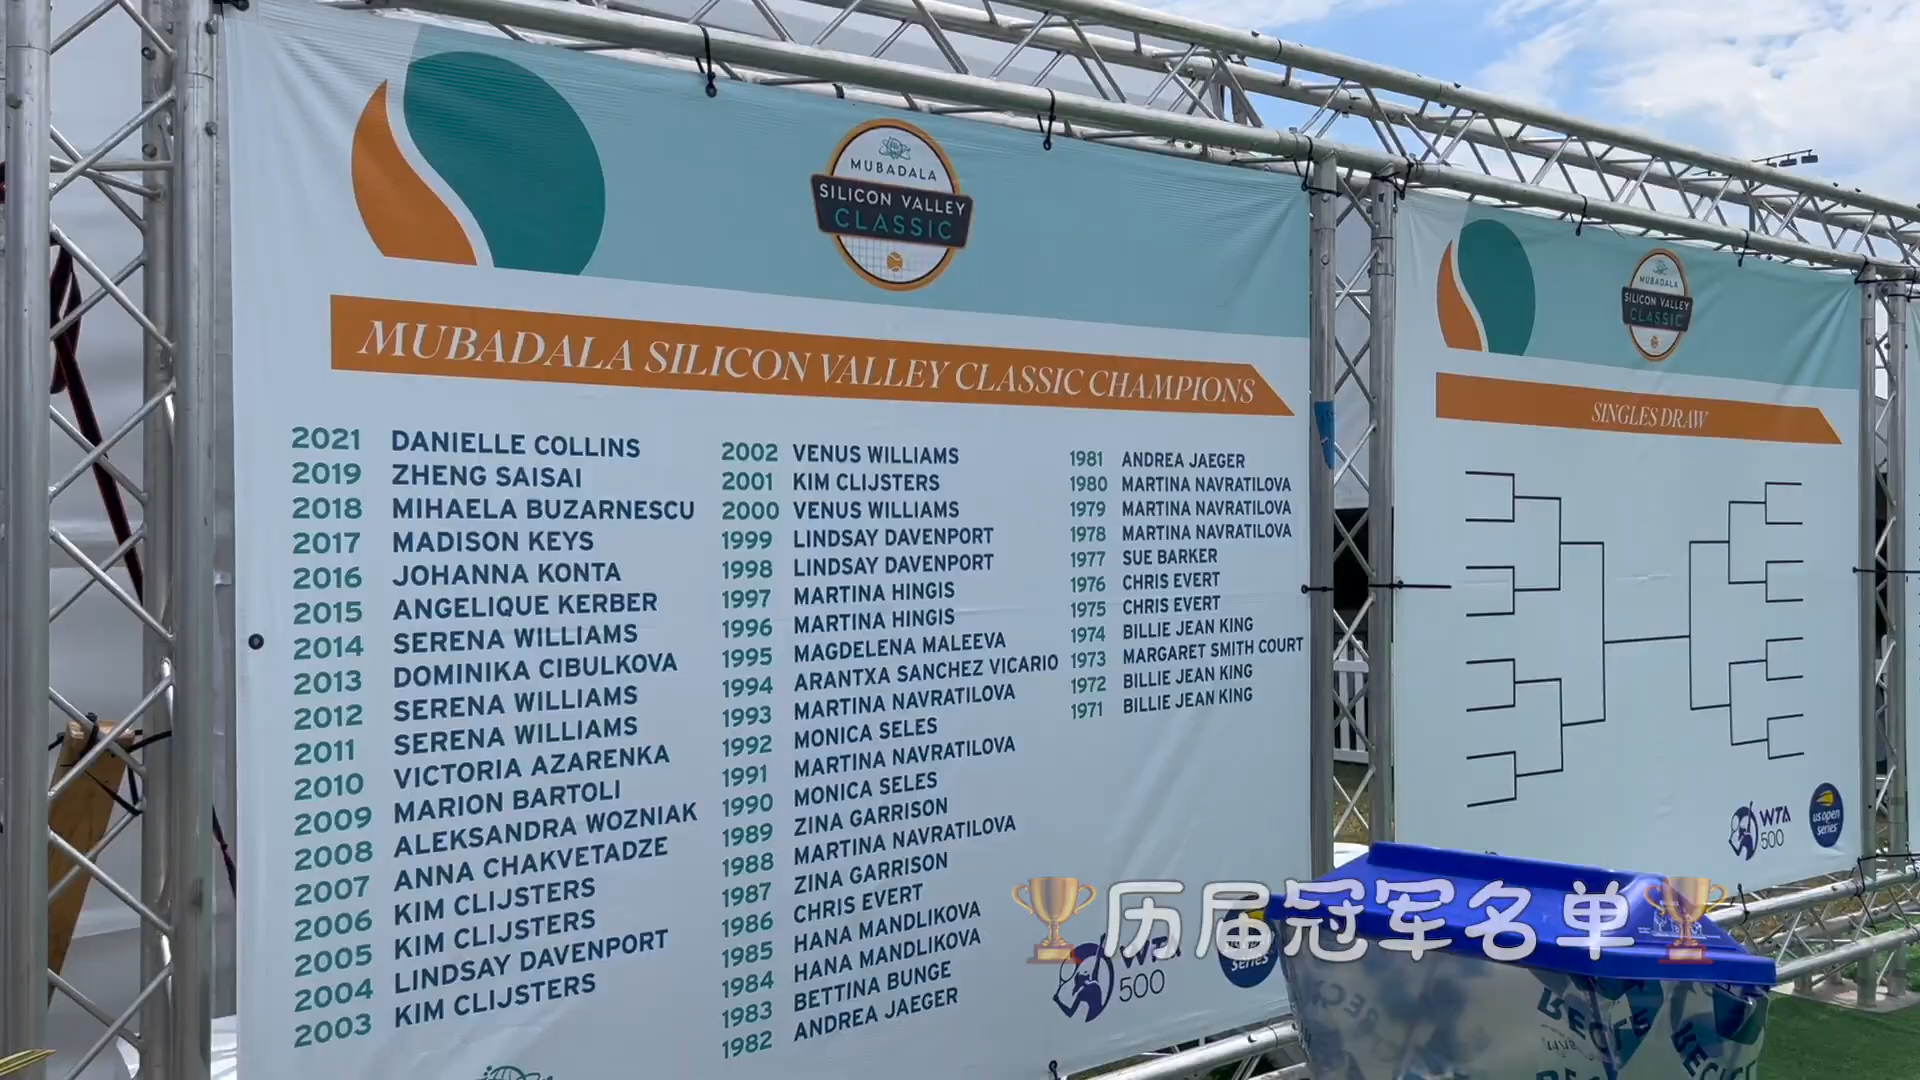 MUBADALA
SILICON VALLEY
CLASSIC
MUBADALA SILICON VALLEY CLASSIC CHAMPIONS
2021 DANIELLE COLLINS
2019 ZHENG SAISAI
2018 MIHAELA BUZARNESCU
2017 MADISON KEYS
2016 JOHANNA KONTA
2015 ANGELIQUE KERBER
2014 SERENA WILLIAMS
2013 DOMINIKA CIBULKOVA
2012 SERENA WILLIAMS
2011 SERENA WILLIAMS
2010 VICTORIA AZARENKA
2009 MARION BARTOLI
2008 ALEKSANDRA WOZNIAK
2007 ANNA CHAKVETADZE
2006 KIM CLIJSTERS
2005 KIM CLIJSTERS
2004 LINDSAY DAVENPORT
2003 KIM CLIJSTERS
2002 VENUS WILLIAMS
2001 KIM CLIJSTERS
2000 VENUS WILLIAMS
1999 LINDSAY DAVENPORT
1998 LINDSAY DAVENPORT
1997 MARTINA HINGIS
1996 MARTINA HINGIS
1995 MAGDELENA MALEEVA
1994 ARANTXA SANCHEZ VICARIO
1993 MARTINA NAVRATILOVA
1992 MONICA SELES
1991 MARTINA NAVRATILOVA
1990 MONICA SELES
1989 ZINA GARRISON
1988 MARTINA NAVRATILOVA
1987 ZINA GARRISON
1986 CHRIS EVERT
1985 HANA MANDLIKOVA
1984 HANA MANDLIKOVA
1983 BETTINA BUNGE
1982 ANDREA JAEGER
1981 ANDREA JAEGER
1980 MARTINA NAVRATILOVA
1979 MARTINA NAVRATILOVA
1978 MARTINA NAVRATILOVA
1977 SUE BARKER
1976 CHRIS EVERT
1975 CHRIS EVERT
1974 BILLIE JEAN KING
1973 MARGARET SMITH COURT
1972 BILLIE JEAN KING
1971 BILLIE JEAN KING
WTA
500
series
MUBADALA
SILICON VALLEY
CLASSIC
SINGLES DRAW
WTA
500
us open
series
🏆历届冠军名单🏆